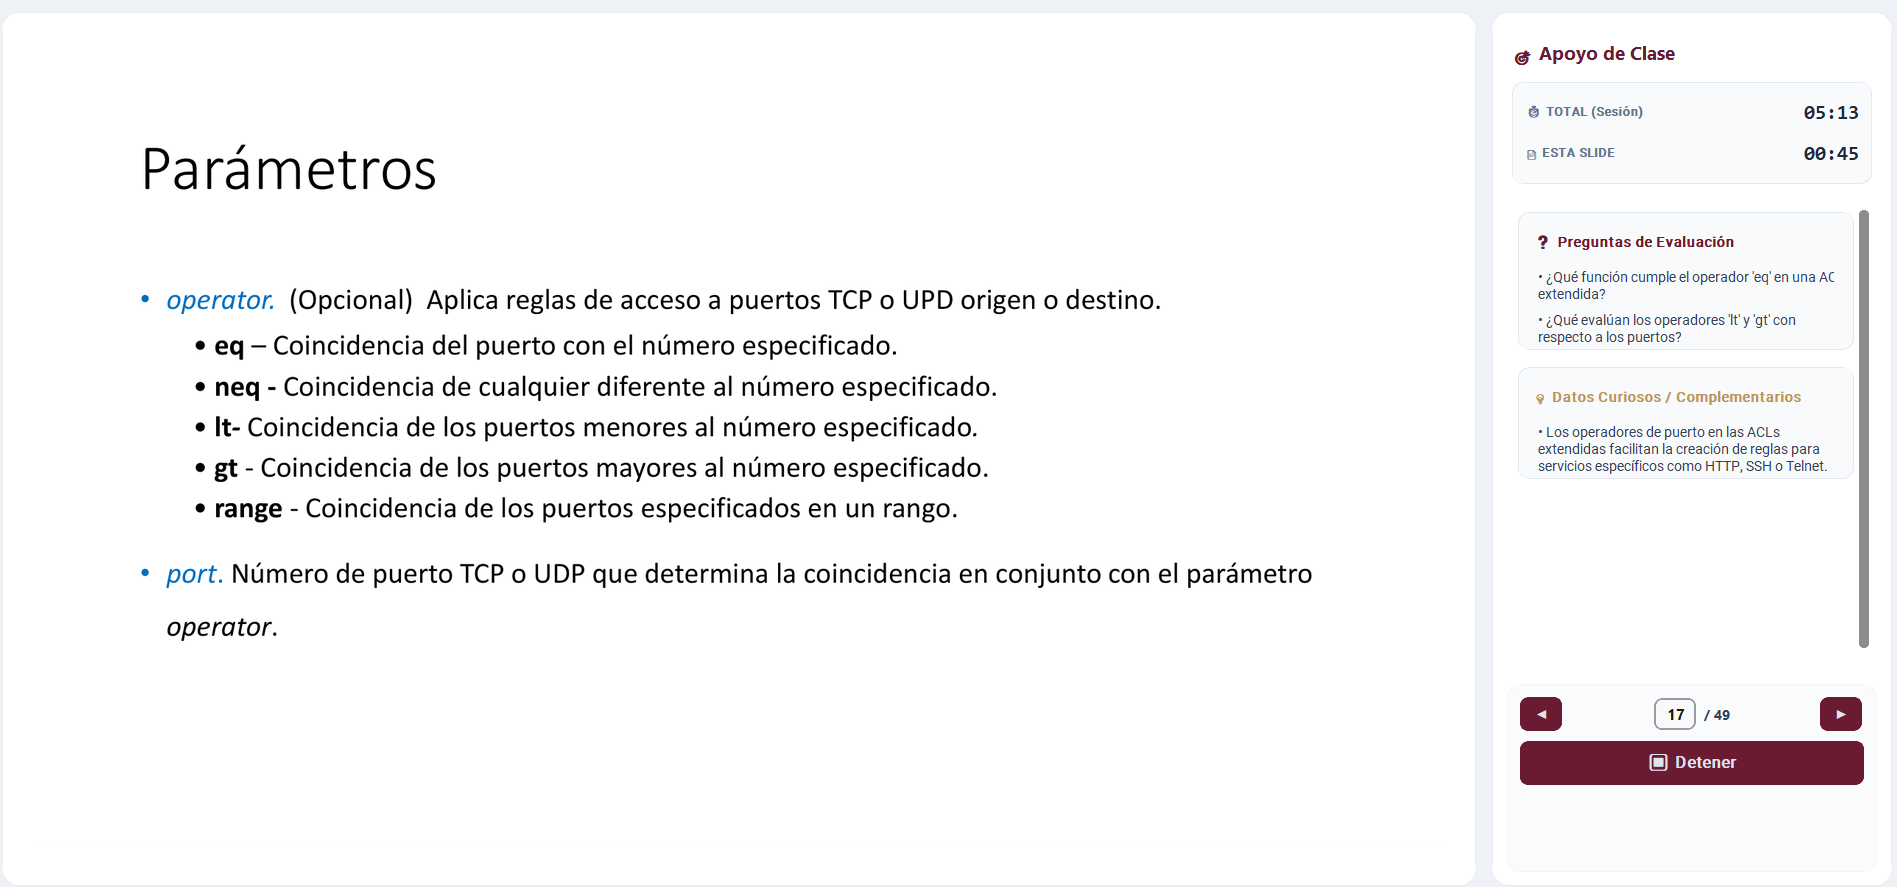 Parámetros
• operator. (Opcional) Aplica reglas de acceso a puertos TCP o UPD origen o destino.
• eq – Coincidencia del puerto con el número especificado.
• neq - Coincidencia de cualquier diferente al número especificado.
• lt- Coincidencia de los puertos menores al número especificado.
• gt - Coincidencia de los puertos mayores al número especificado.
• range - Coincidencia de los puertos especificados en un rango.
• port. Número de puerto TCP o UDP que determina la coincidencia en conjunto con el parámetro
operator.
Apoyo de Clase
TOTAL (Sesión) 05:13
ESTA SLIDE 00:45
? Preguntas de Evaluación
• ¿Qué función cumple el operador 'eq' en una AC
extendida?
• ¿Qué evalúan los operadores 'lt' y 'gt' con
respecto a los puertos?
Datos Curiosos / Complementarios
• Los operadores de puerto en las ACLs
extendidas facilitan la creación de reglas para
servicios específicos como HTTP, SSH o Telnet.
17 / 49
Detener